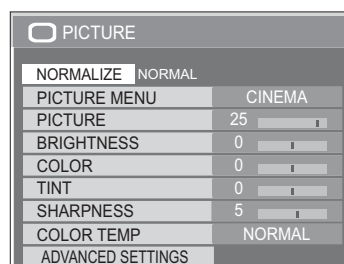 PICTURE
NORMALIZE NORMAL
PICTURE MENU CINEMA
PICTURE 25
BRIGHTNESS 0
COLOR 0
TINT 0
SHARPNESS 5
COLOR TEMP NORMAL
ADVANCED SETTINGS